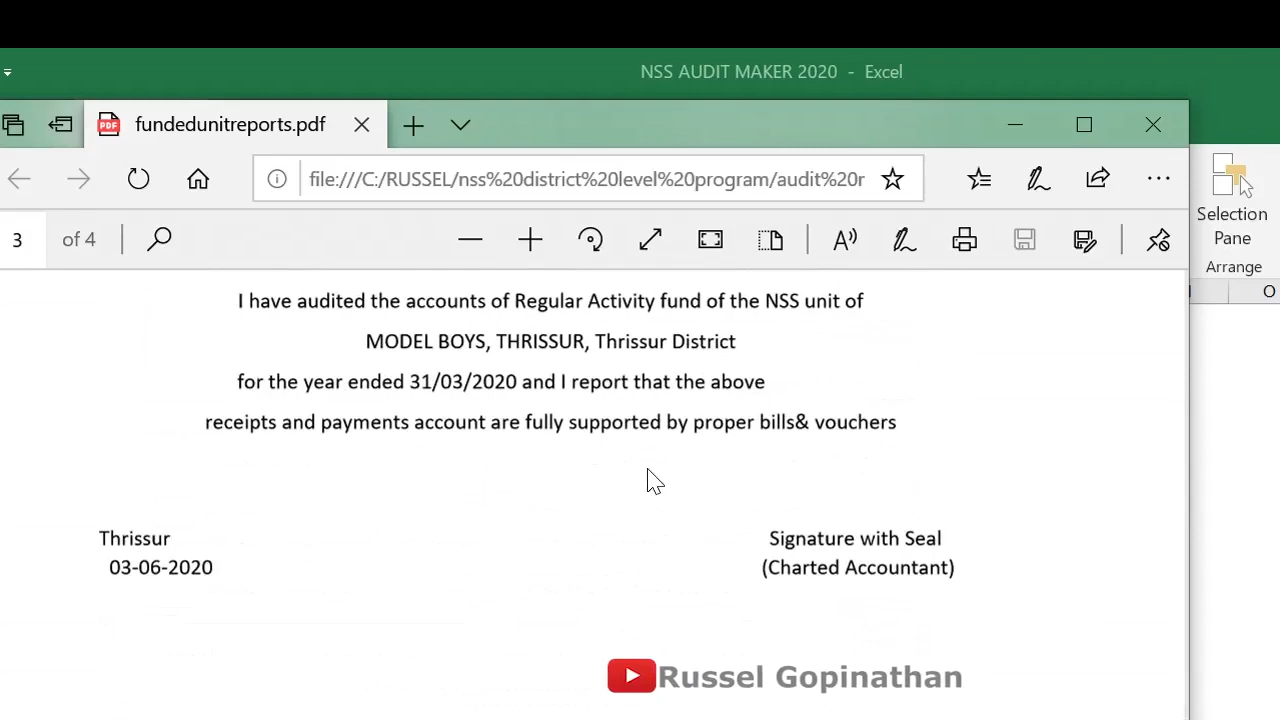 NSS AUDIT MAKER 2020 - Excel
fundedunitreports.pdf
file:///C:/RUSSEL/nss%20district%20level%20program/audit%20r
3 of 4
Selection
Pane
Arrange
O
I have audited the accounts of Regular Activity fund of the NSS unit of
MODEL BOYS, THRISSUR, Thrissur District
for the year ended 31/03/2020 and I report that the above
receipts and payments account are fully supported by proper bills& vouchers
Thrissur
Signature with Seal
03-06-2020
(Charted Accountant)
Russel Gopinathan